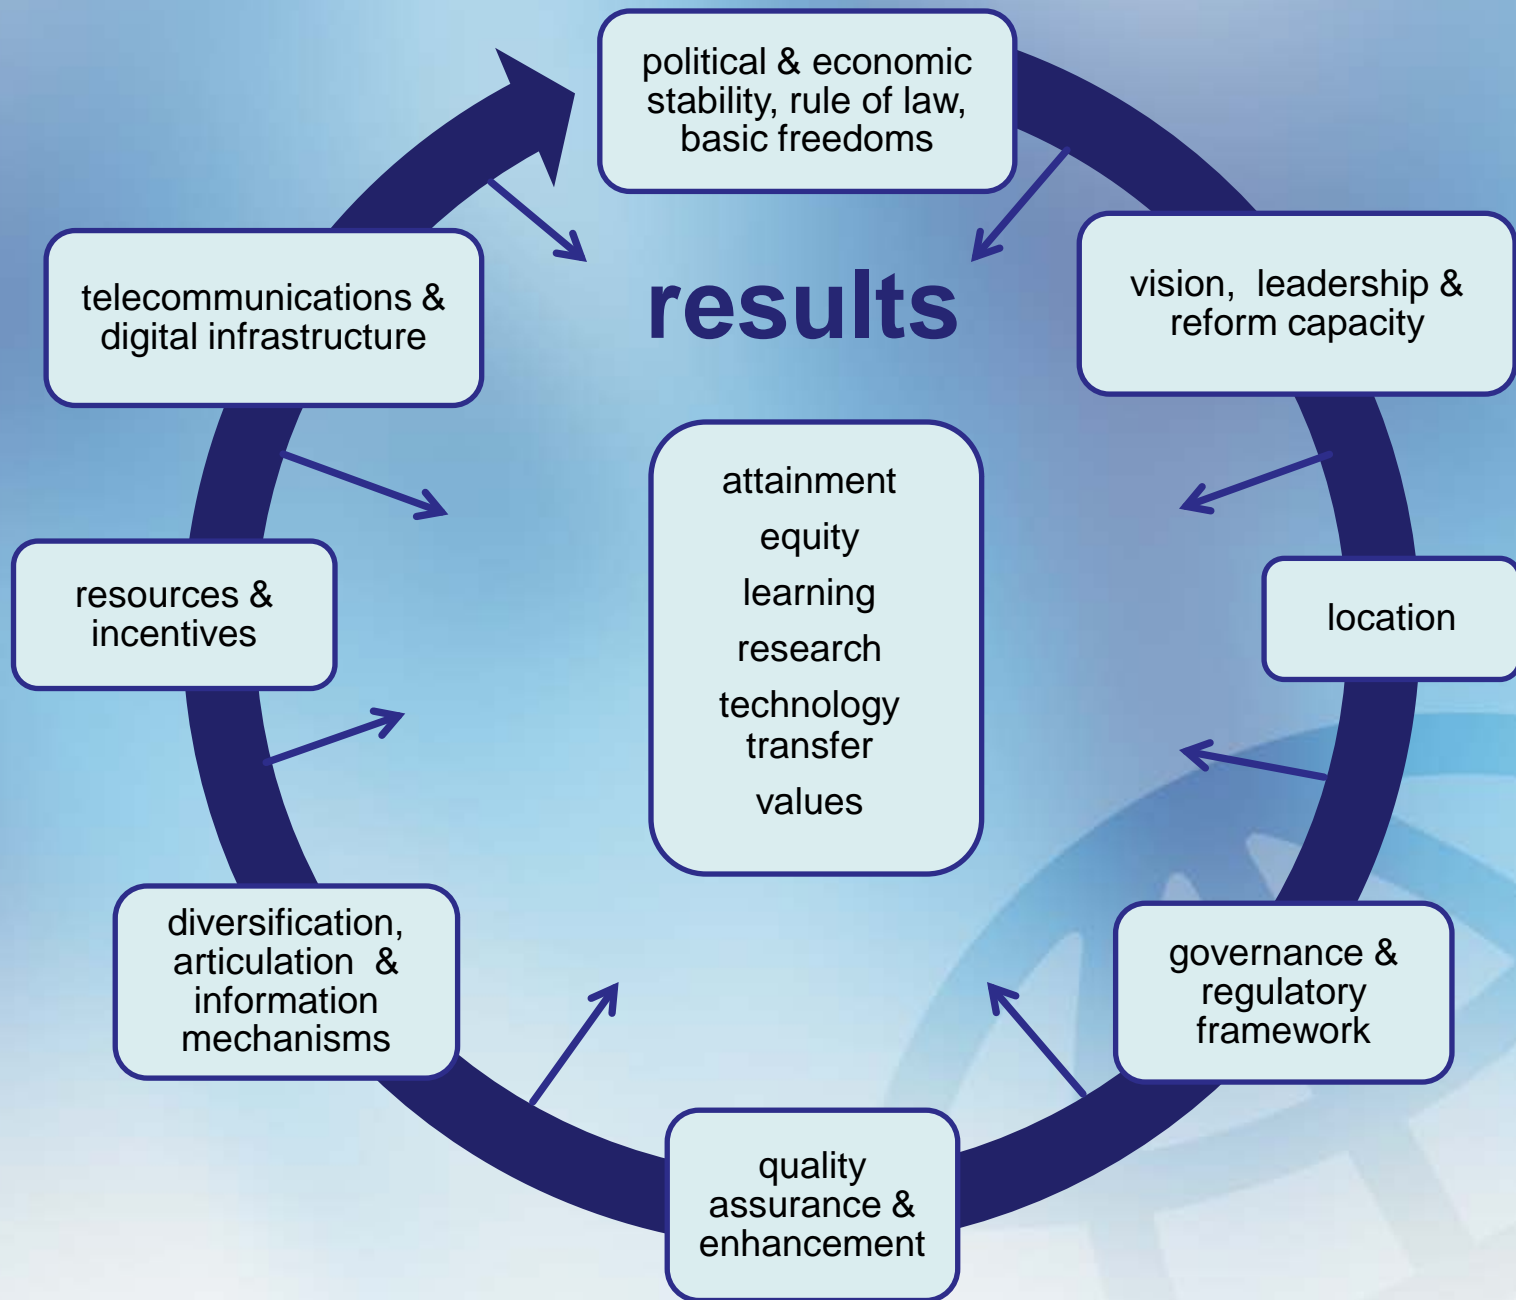 political & economic
stability, rule of law,
basic freedoms
telecommunications &
digital infrastructure
results
vision,  leadership &
reform capacity
attainment
equity
learning
research
technology
transfer
values
resources &
incentives
location
diversification,
articulation  &
information
mechanisms
governance &
regulatory
framework
quality
assurance &
enhancement